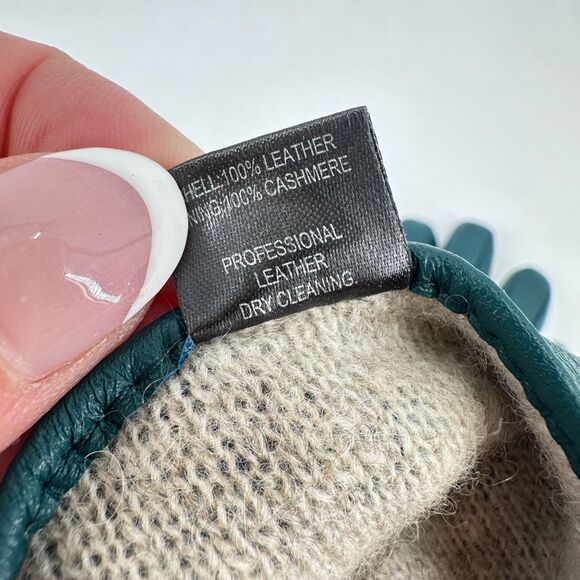 HELL:100% LEATHER
NING:100% CASHMERE
PROFESSIONAL
LEATHER
DRY CLEANING.